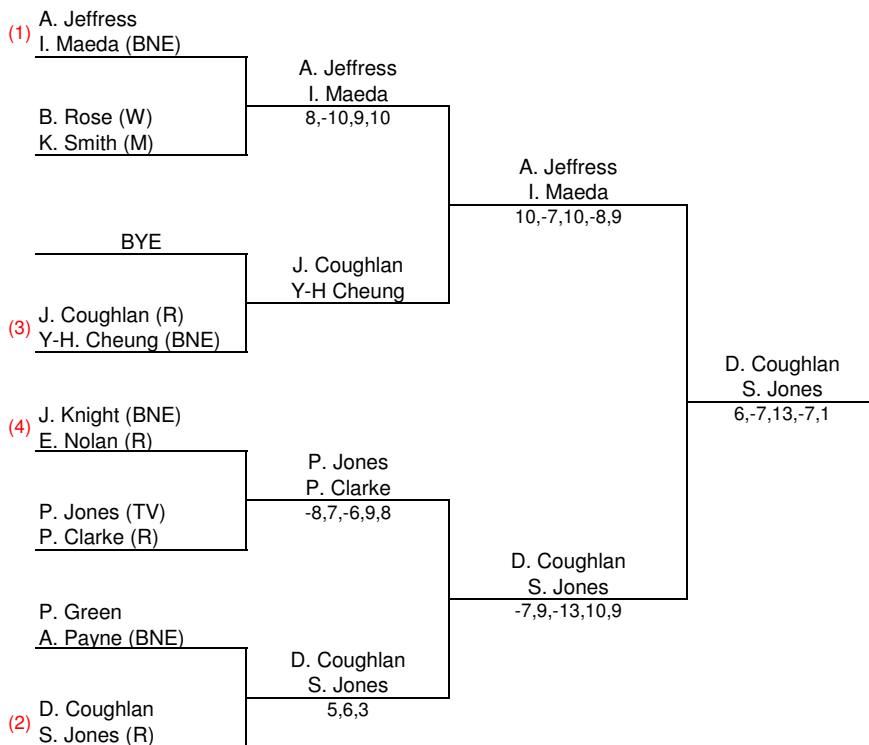 (1)
A. Jeffress
I. Maeda (BNE)
B. Rose (W)
K. Smith (M)
BYE
(3)
J. Coughlan (R)
Y-H. Cheung (BNE)
(4)
J. Knight (BNE)
E. Nolan (R)
P. Jones (TV)
P. Clarke (R)
P. Green
A. Payne (BNE)
(2)
D. Coughlan
S. Jones (R)
A. Jeffress
I. Maeda
8,-10,9,10
J. Coughlan
Y-H Cheung
P. Jones
P. Clarke
-8,7,-6,9,8
D. Coughlan
S. Jones
5,6,3
A. Jeffress
I. Maeda
10,-7,10,-8,9
D. Coughlan
S. Jones
-7,9,-13,10,9
D. Coughlan
S. Jones
6,-7,13,-7,1